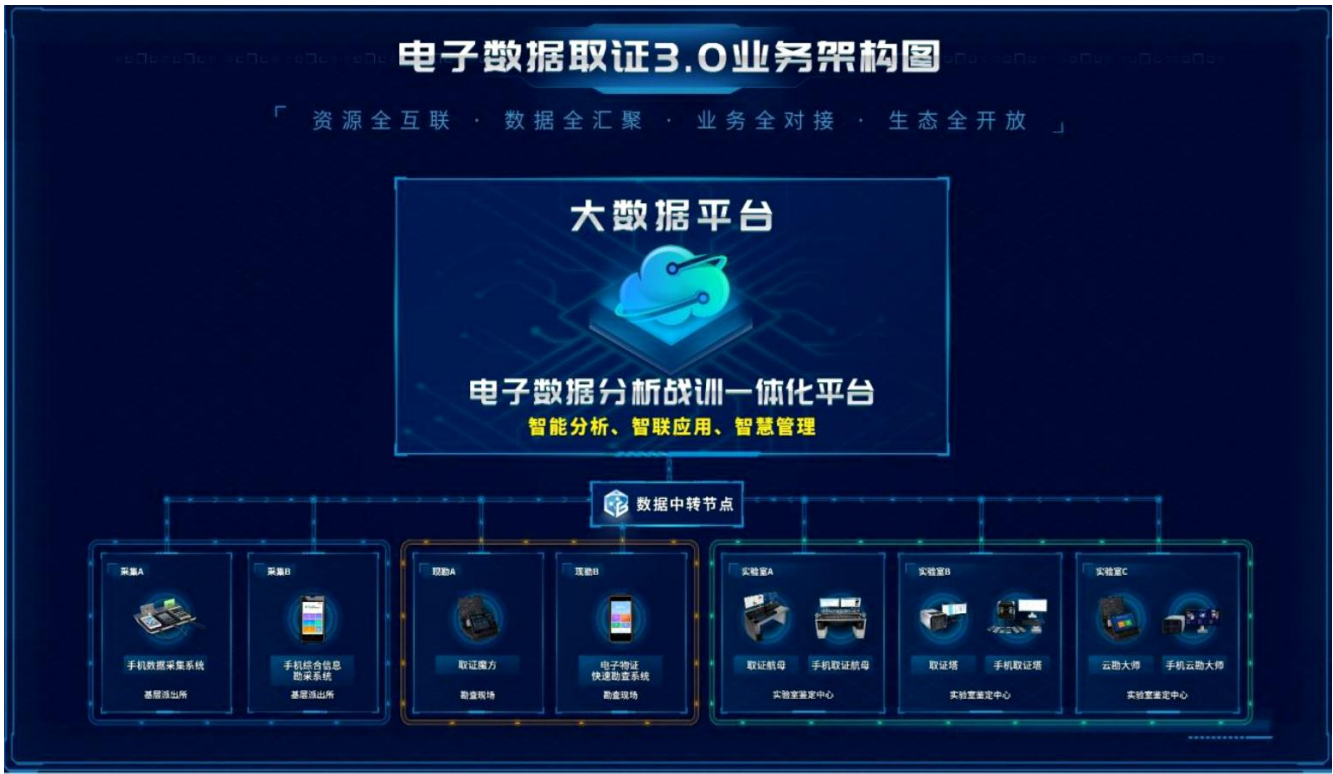 电子数据取证3.0业务架构图
「 资源全互联 · 数据全汇聚 · 业务全对接 · 生态全开放 」
大数据平台
电子数据分析战训一体化平台
智能分析、智联应用、智慧管理
数据中转节点
采集A
手机数据采集系统
基层派出所
采集B
手机综合信息
勘采系统
基层派出所
现勘A
取证魔方
勘查现场
现勘B
电子物证
快速勘查系统
勘查现场
实验室A
取证航母 手机取证航母
实验室鉴定中心
实验室B
取证塔 手机取证塔
实验室鉴定中心
实验室C
云勘大师 手机云勘大师
实验室鉴定中心